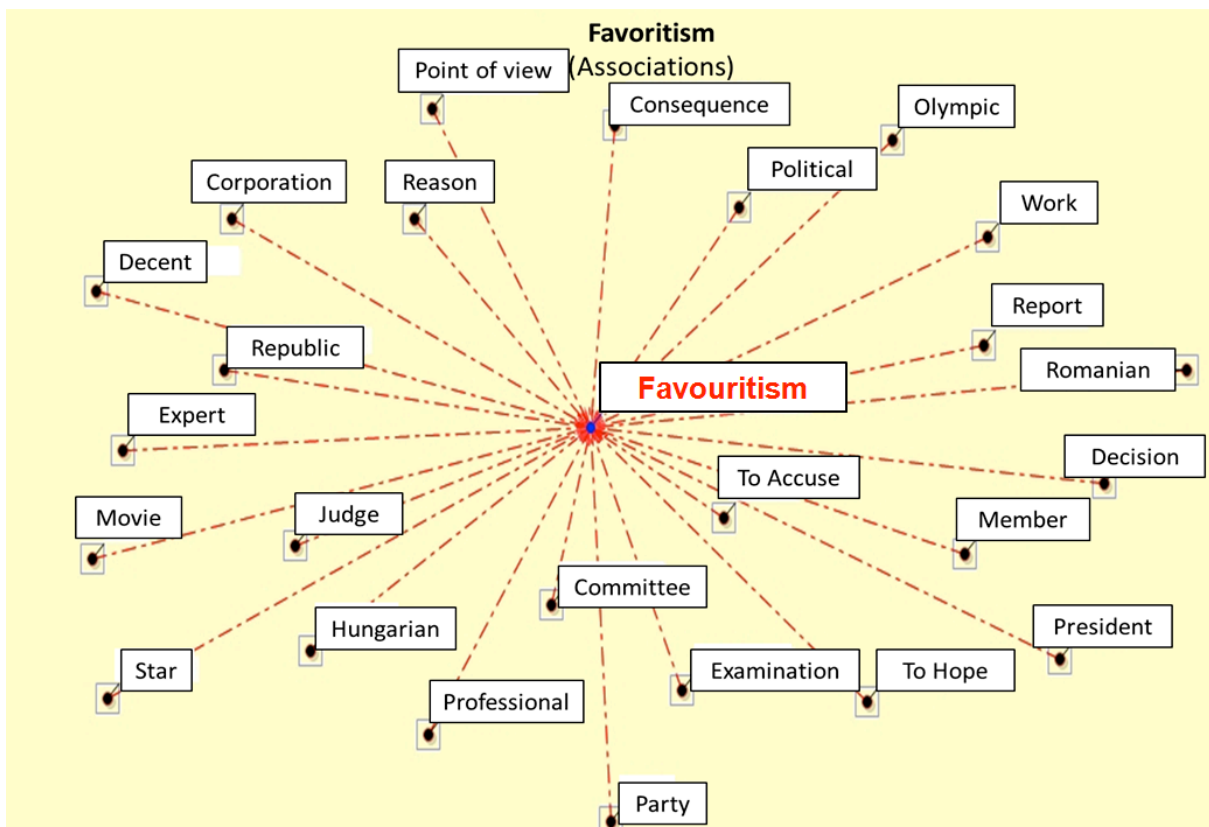 Favoritism
(Associations)
Point of view
Consequence
Olympic
Political
Corporation
Reason
Work
Decent
Report
Republic
Romanian
Favouritism
Expert
Decision
To Accuse
Movie
Judge
Member
Committee
Hungarian
President
Star
Examination
To Hope
Professional
Party